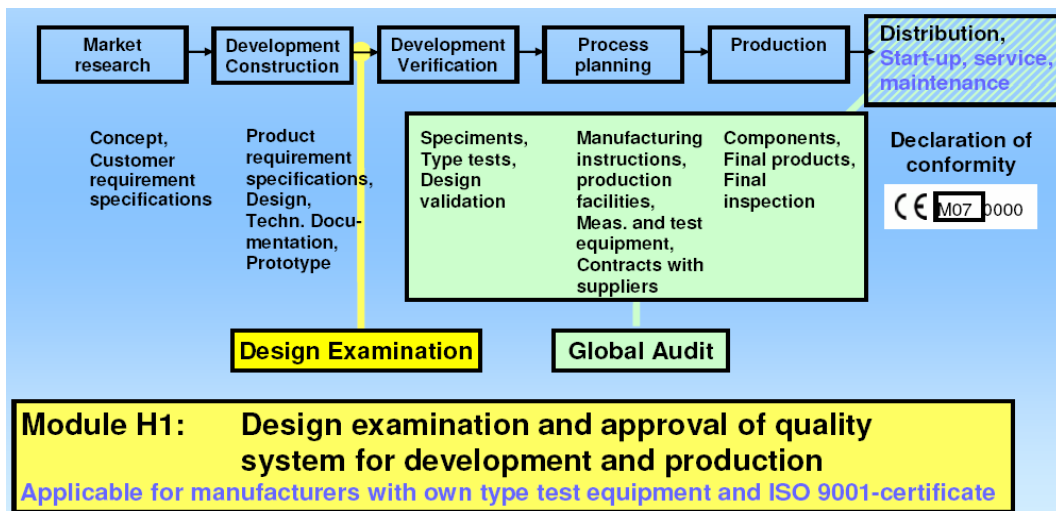 Market
research
Development
Construction
Development
Verification
Process
planning
Production
Distribution,
Start-up, service,
maintenance
Concept,
Customer
requirement
specifications
Product
requirement
specifications,
Design,
Techn. Docu-
mentation,
Prototype
Speciments,
Type tests,
Design
validation
Manufacturing
instructions,
production
facilities,
Meas. and test
equipment,
Contracts with
suppliers
Components,
Final products,
Final
inspection
Declaration of
conformity
CE M07 0000
Design Examination
Global Audit
Module H1: Design examination and approval of quality
system for development and production
Applicable for manufacturers with own type test equipment and ISO 9001-certificate